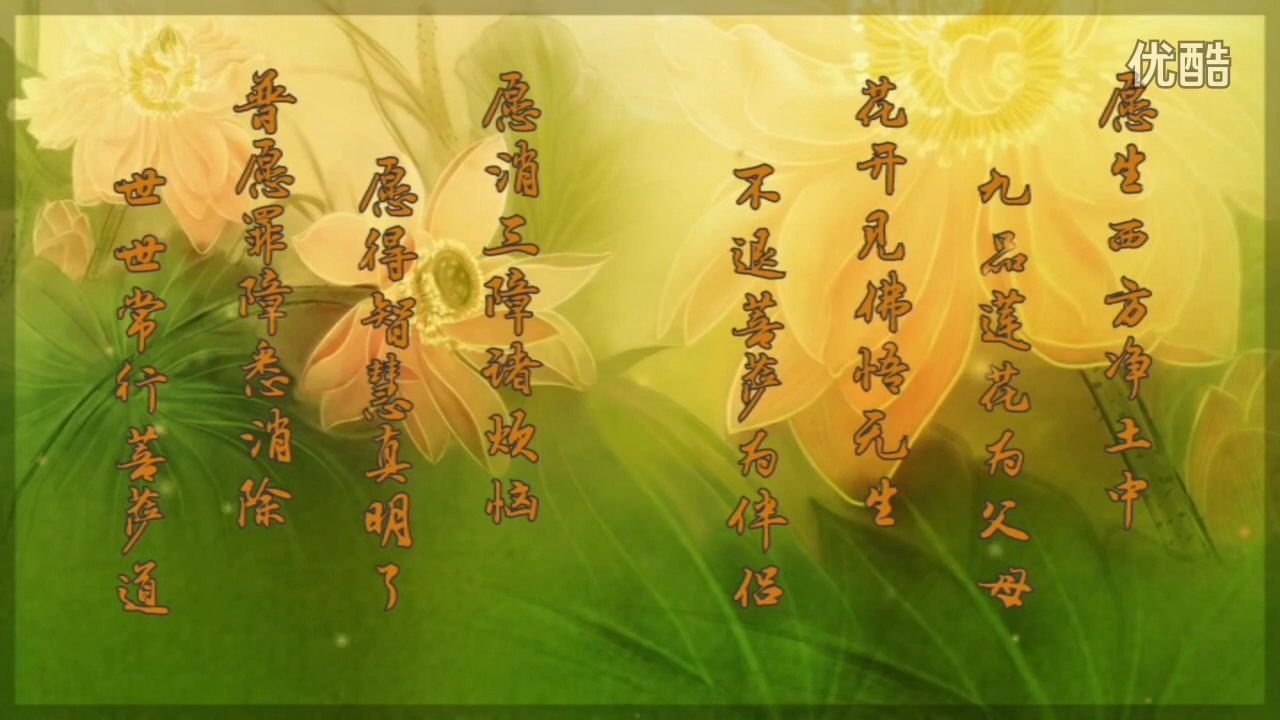 优酷
愿生西方净土中
九品莲花为父母
花开见佛悟无生
不退菩萨为伴侣
愿消三障诸烦恼
愿得智慧真明了
普愿罪障悉消除
世世常行菩萨道